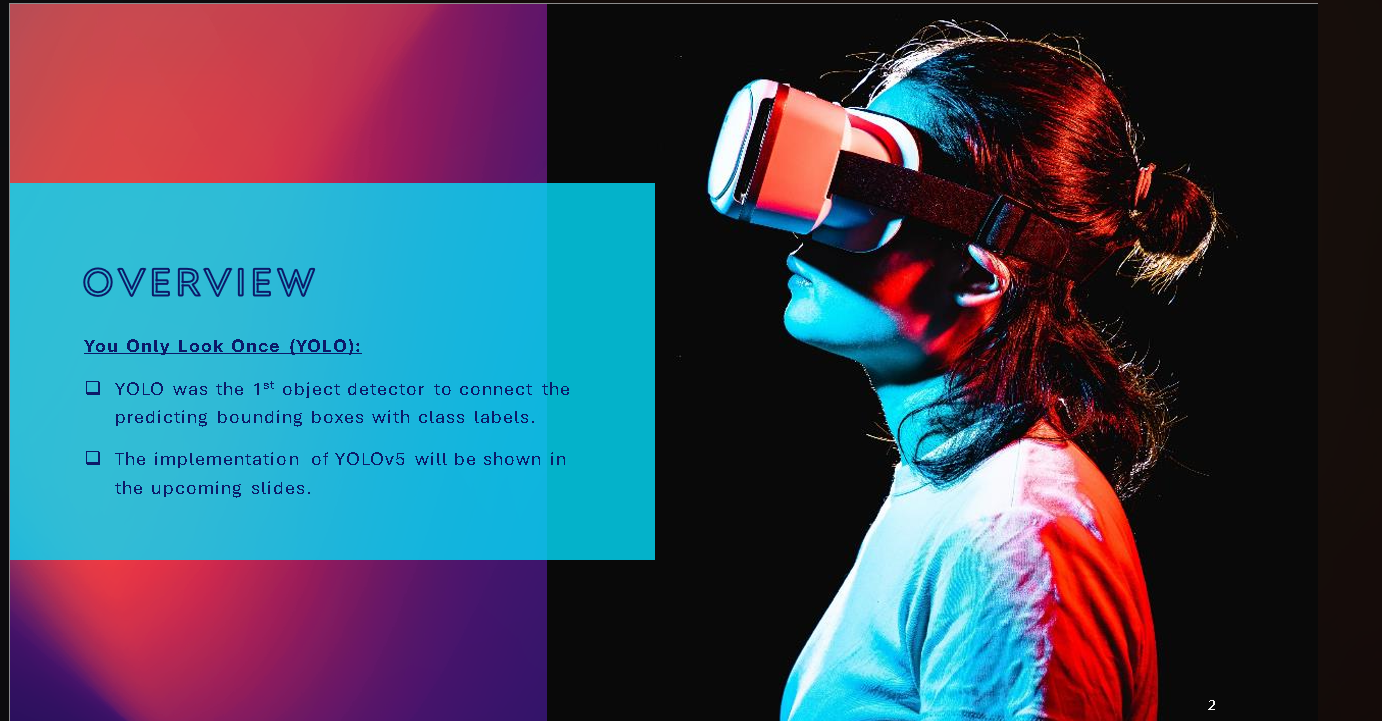 OVERVIEW
You Only Look Once (YOLO):
❑ YOLO was the 1st object detector to connect the
predicting bounding boxes with class labels.
❑ The implementation of YOLOv5 will be shown in
the upcoming slides.
2